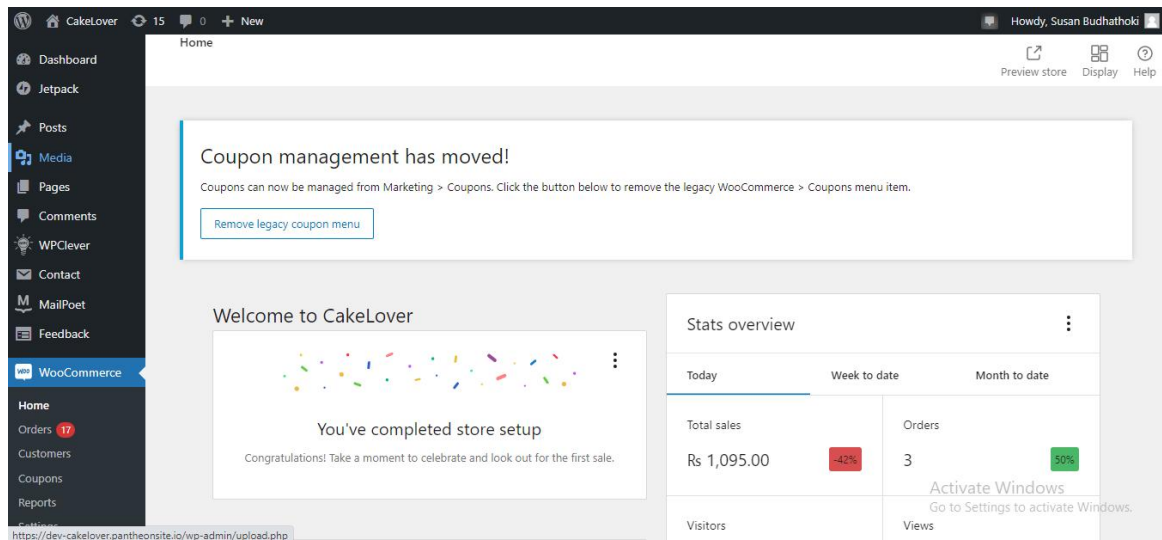 CakeLover 15 0 + New Howdy, Susan Budhathoki
Dashboard
Jetpack
Posts
Media
Pages
Comments
WPClever
Contact
MailPoet
Feedback
WooCommerce
Home
Orders 17
Customers
Coupons
Reports
Settings
https://dev-cakelover.pantheonsite.io/wp-admin/upload.php
Home
Preview store Display Help
Coupon management has moved!
Coupons can now be managed from Marketing > Coupons. Click the button below to remove the legacy WooCommerce > Coupons menu item.
Remove legacy coupon menu
Welcome to CakeLover
You've completed store setup
Congratulations! Take a moment to celebrate and look out for the first sale.
Stats overview
Today Week to date Month to date
Total sales
Rs 1,095.00 -42%
Orders
3 50%
Visitors
Views
Activate Windows
Go to Settings to activate Windows.